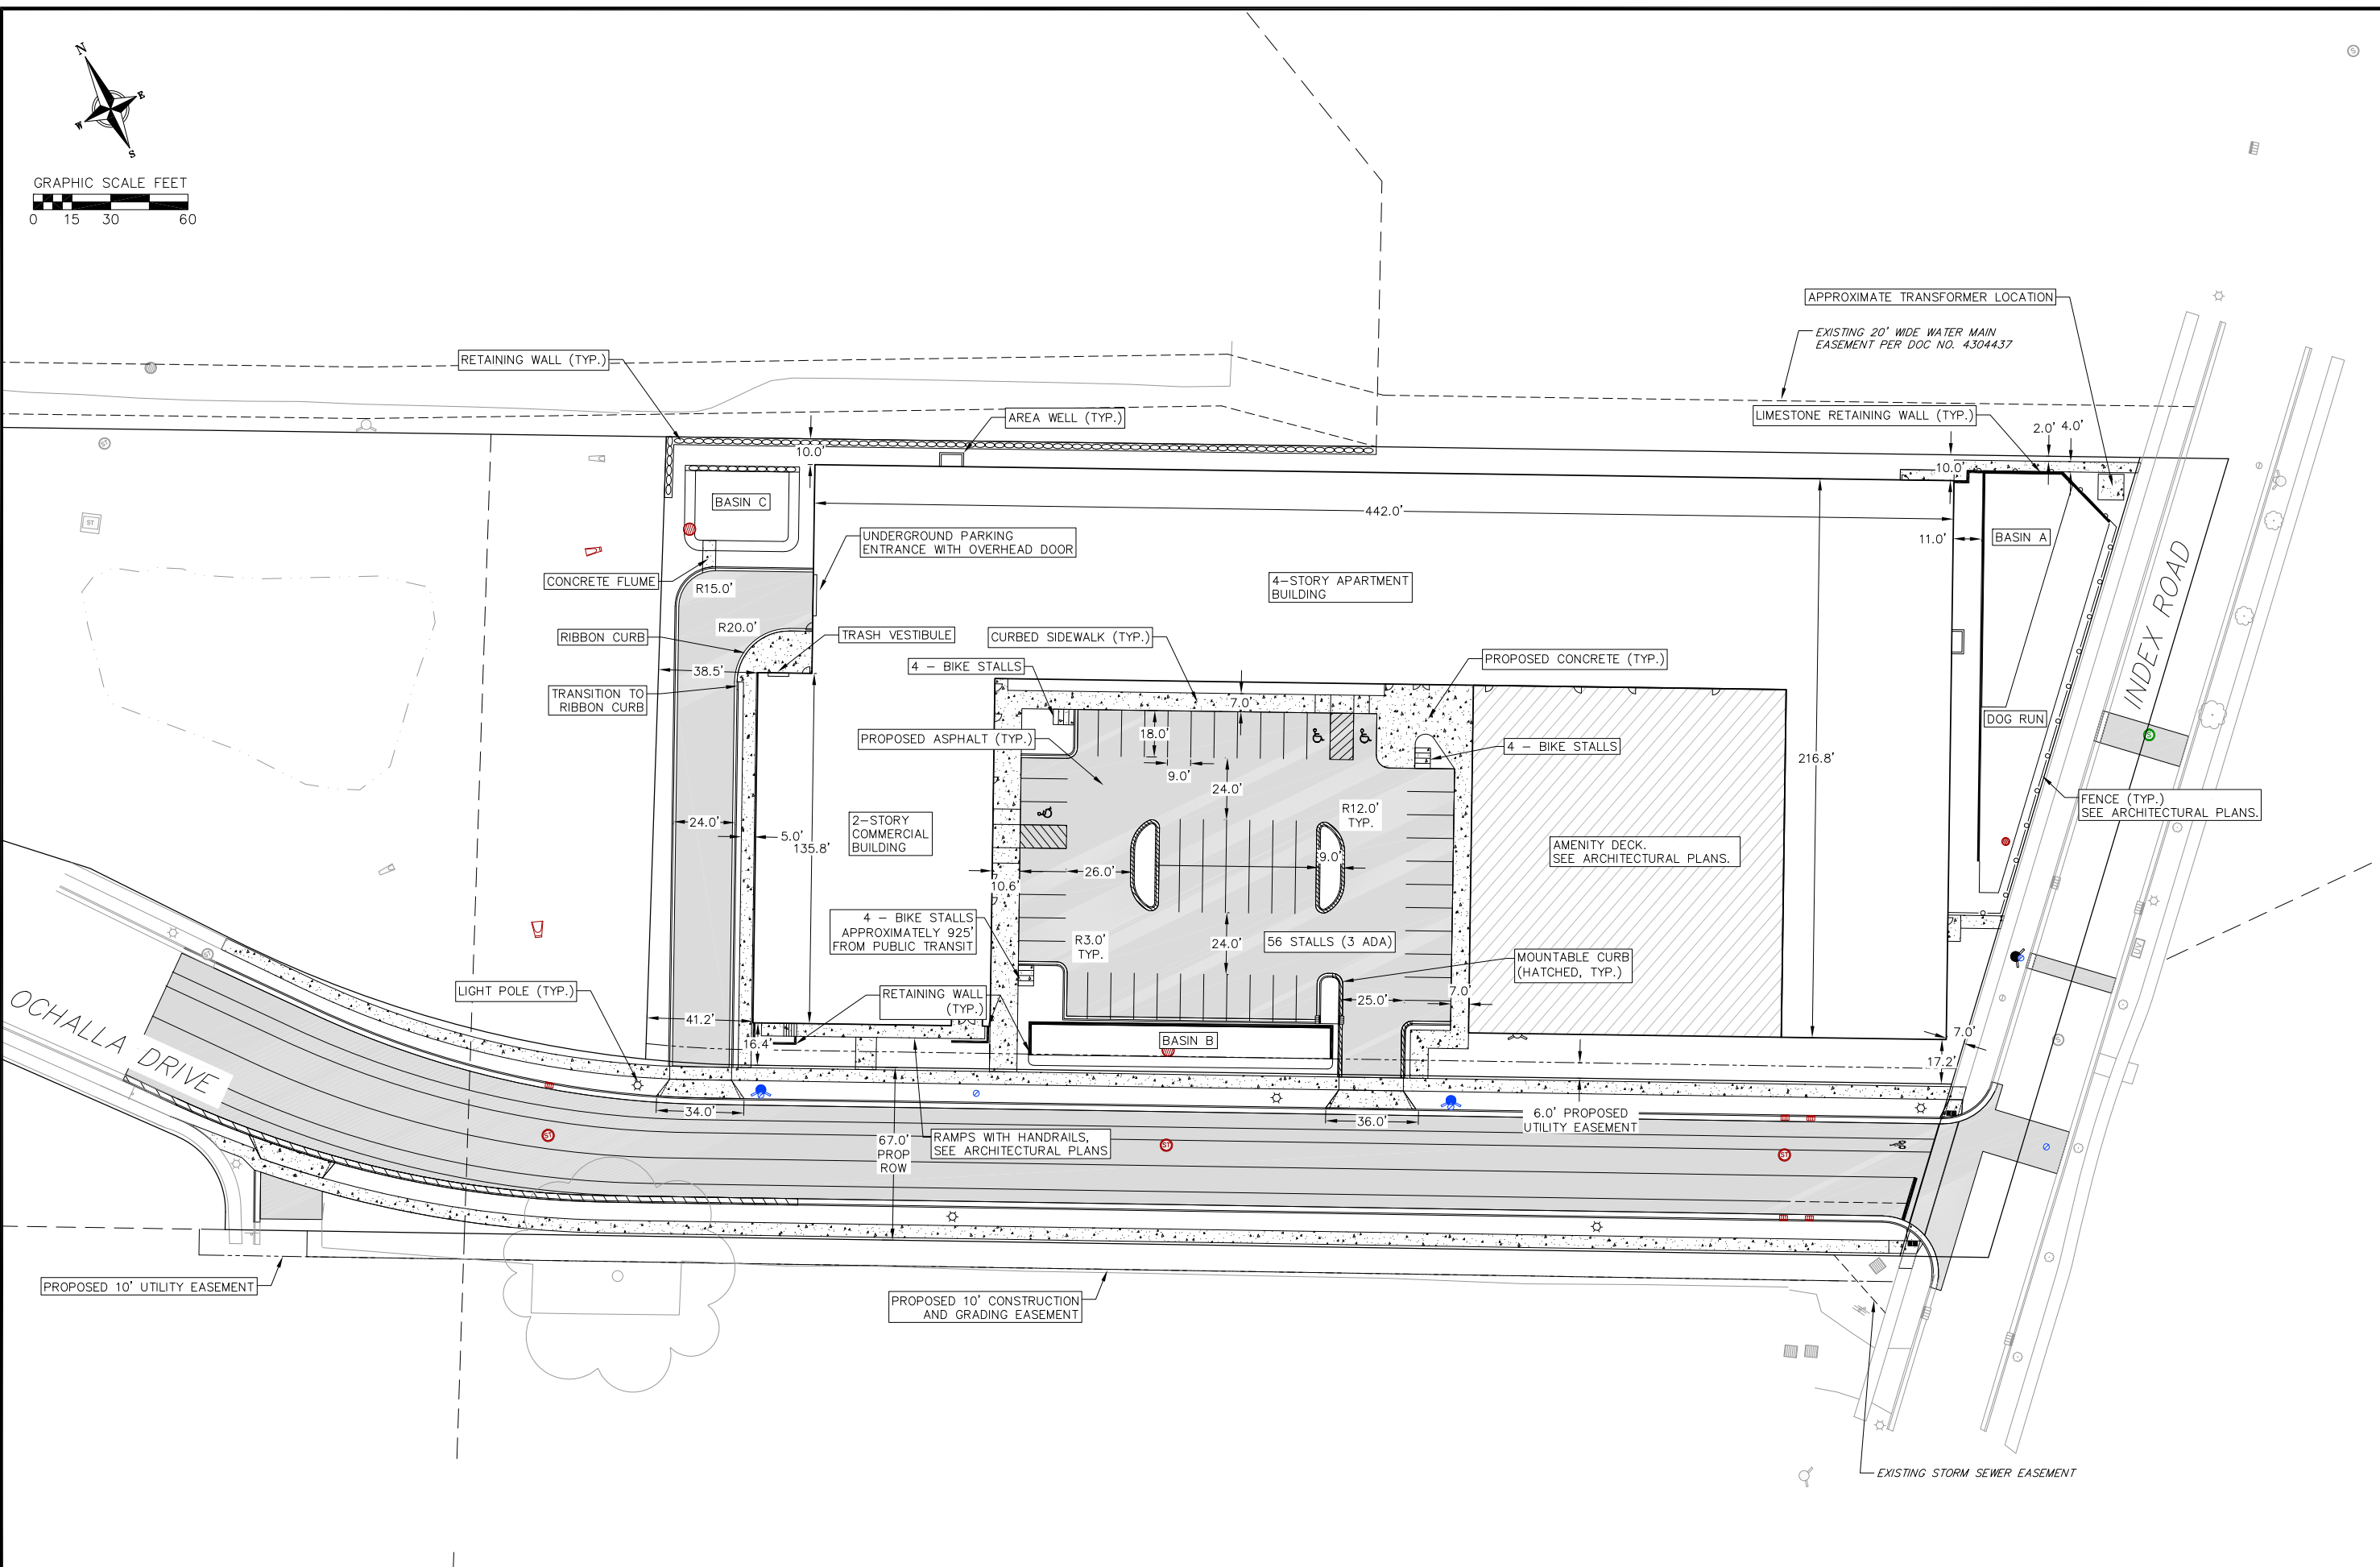 N
E
W
S
GRAPHIC SCALE FEET
0 15 30 60
APPROXIMATE TRANSFORMER LOCATION
EXISTING 20' WIDE WATER MAIN
EASEMENT PER DOC NO. 4304437
RETAINING WALL (TYP.)
AREA WELL (TYP.)
LIMESTONE RETAINING WALL (TYP.)
2.0' 4.0'
10.0'
10.0'
BASIN C
442.0'
UNDERGROUND PARKING
ENTRANCE WITH OVERHEAD DOOR
11.0'
BASIN A
CONCRETE FLUME
R15.0'
4-STORY APARTMENT
BUILDING
INDEX ROAD
R20.0'
RIBBON CURB
TRASH VESTIBULE
CURBED SIDEWALK (TYP.)
4 - BIKE STALLS
PROPOSED CONCRETE (TYP.)
38.5'
TRANSITION TO
RIBBON CURB
7.0'
DOG RUN
PROPOSED ASPHALT (TYP.)
18.0'
4 - BIKE STALLS
216.8'
9.0'
24.0'
FENCE (TYP.)
SEE ARCHITECTURAL PLANS.
R12.0'
TYP.
24.0'
5.0'
135.8'
2-STORY
COMMERCIAL
BUILDING
AMENITY DECK.
SEE ARCHITECTURAL PLANS.
9.0'
26.0'
10.6'
4 - BIKE STALLS
APPROXIMATELY 925'
FROM PUBLIC TRANSIT
R3.0'
TYP.
24.0'
56 STALLS (3 ADA)
MOUNTABLE CURB
(HATCHED, TYP.)
LIGHT POLE (TYP.)
RETAINING WALL
(TYP.)
25.0'
7.0'
OCHALLA DRIVE
41.2'
16.4'
BASIN B
7.0'
17.2'
34.0'
36.0'
6.0' PROPOSED
UTILITY EASEMENT
67.0'
PROP
ROW
RAMPS WITH HANDRAILS,
SEE ARCHITECTURAL PLANS
PROPOSED 10' UTILITY EASEMENT
PROPOSED 10' CONSTRUCTION
AND GRADING EASEMENT
EXISTING STORM SEWER EASEMENT
ST
ST
ST
ST
S
S
UV